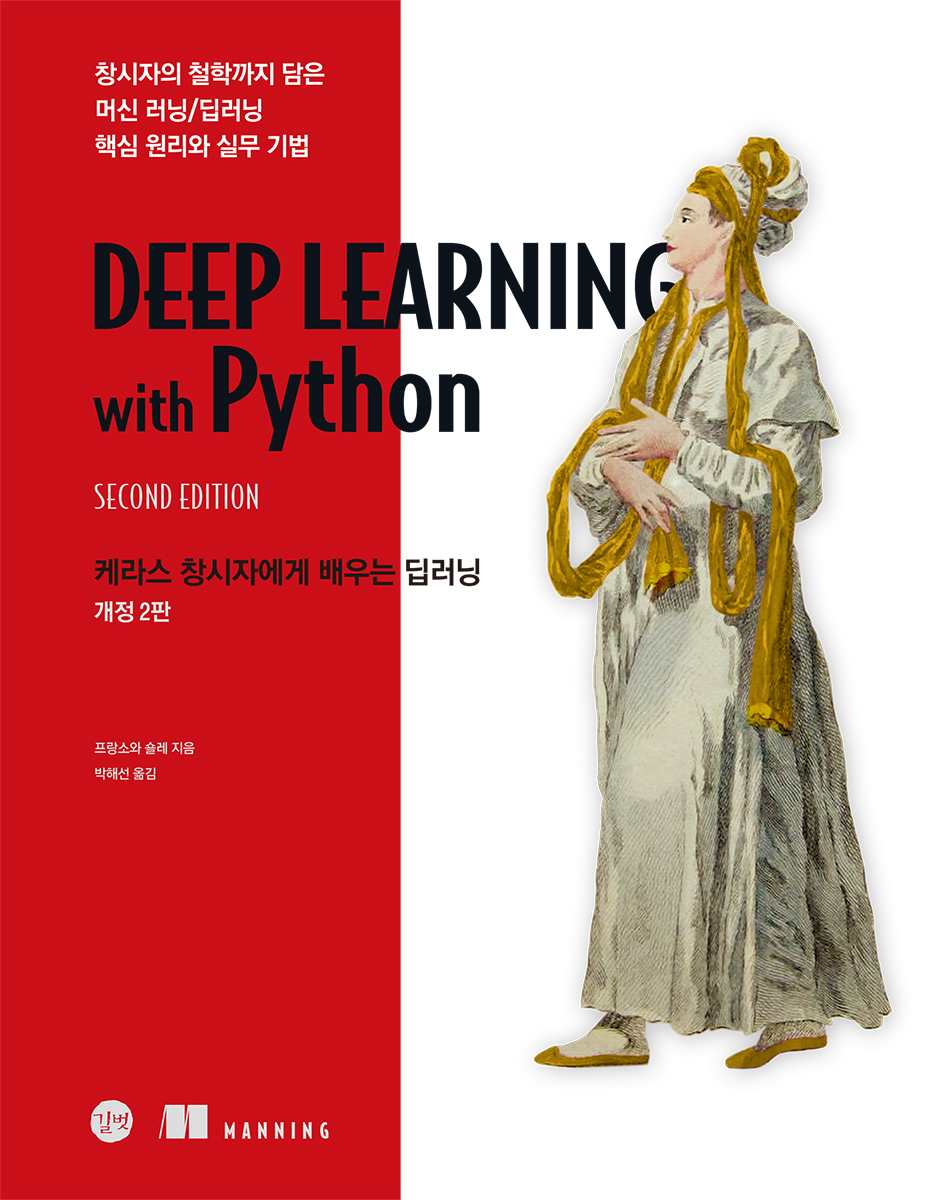 창시자의 철학까지 담은
머신 러닝/딥러닝
핵심 원리와 실무 기법
DEEP LEARNING
with Python
SECOND EDITION
케라스 창시자에게 배우는 딥러닝
개정 2판
프랑소와 숄레 지음
박해선 옮김
길벗
MANNING